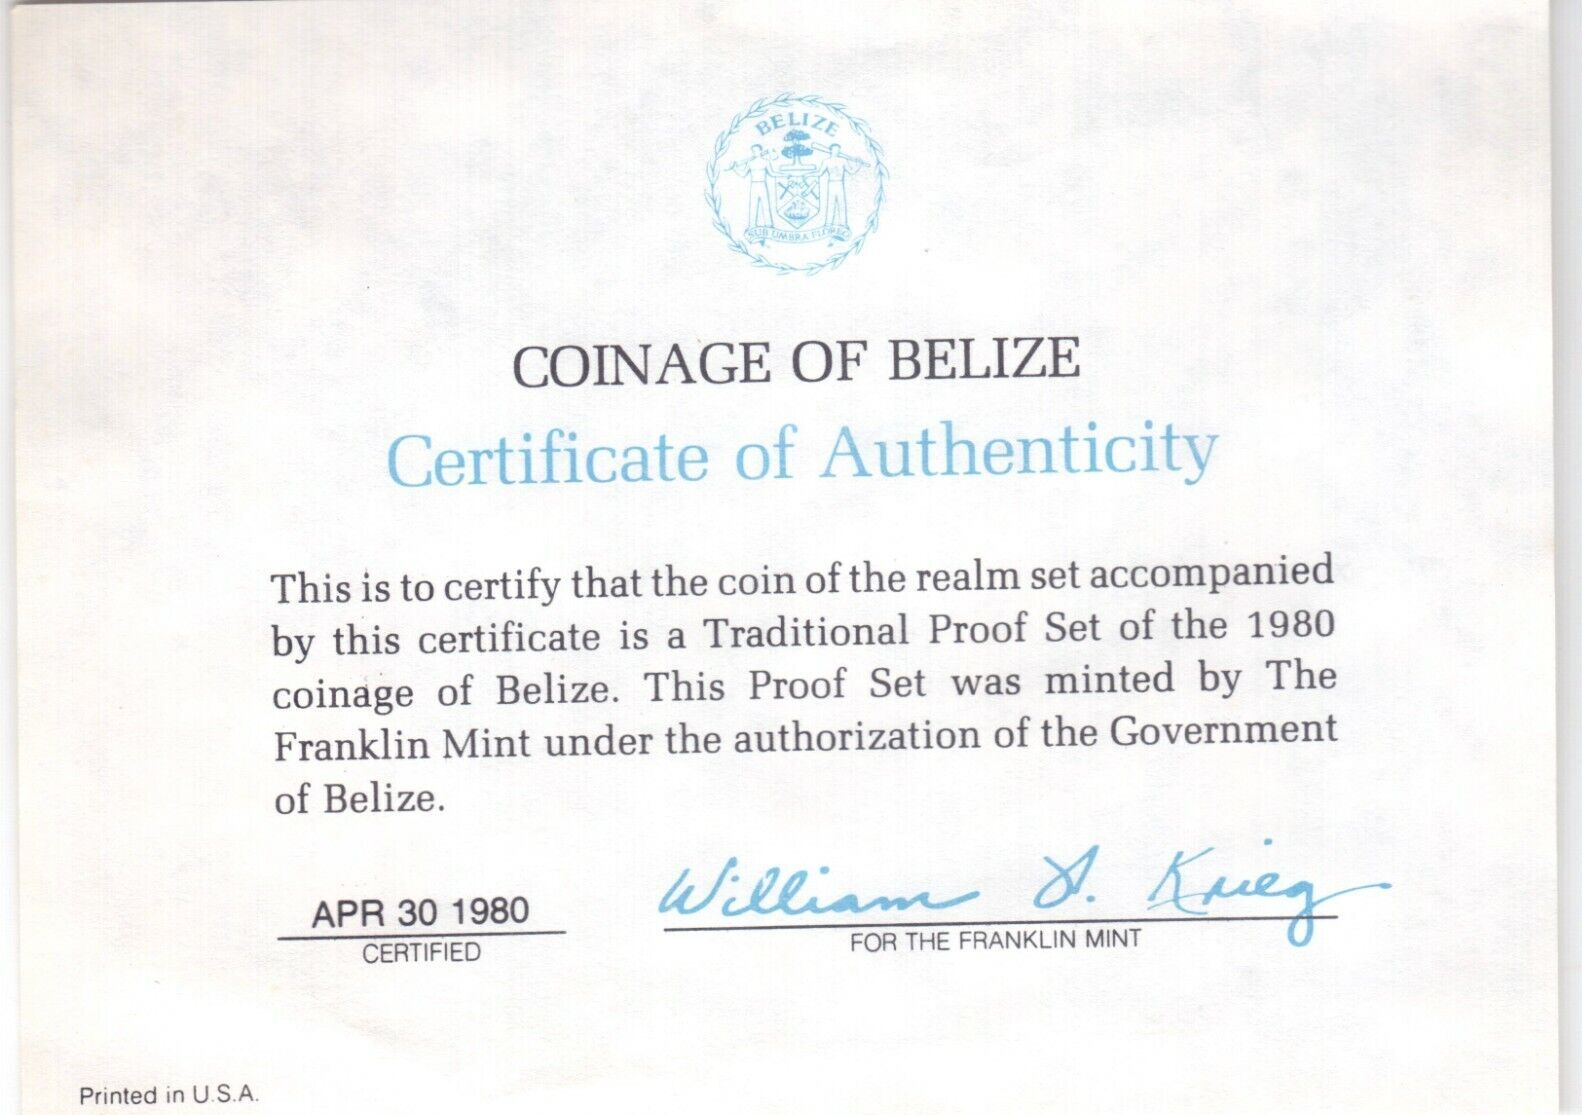 BELIZE
SUB UMBRA FLOREO
COINAGE OF BELIZE
Certificate of Authenticity
This is to certify that the coin of the realm set accompanied
by this certificate is a Traditional Proof Set of the 1980
coinage of Belize. This Proof Set was minted by The
Franklin Mint under the authorization of the Government
of Belize.
APR 30 1980
CERTIFIED
William S. Krieg
FOR THE FRANKLIN MINT
Printed in U.S.A.